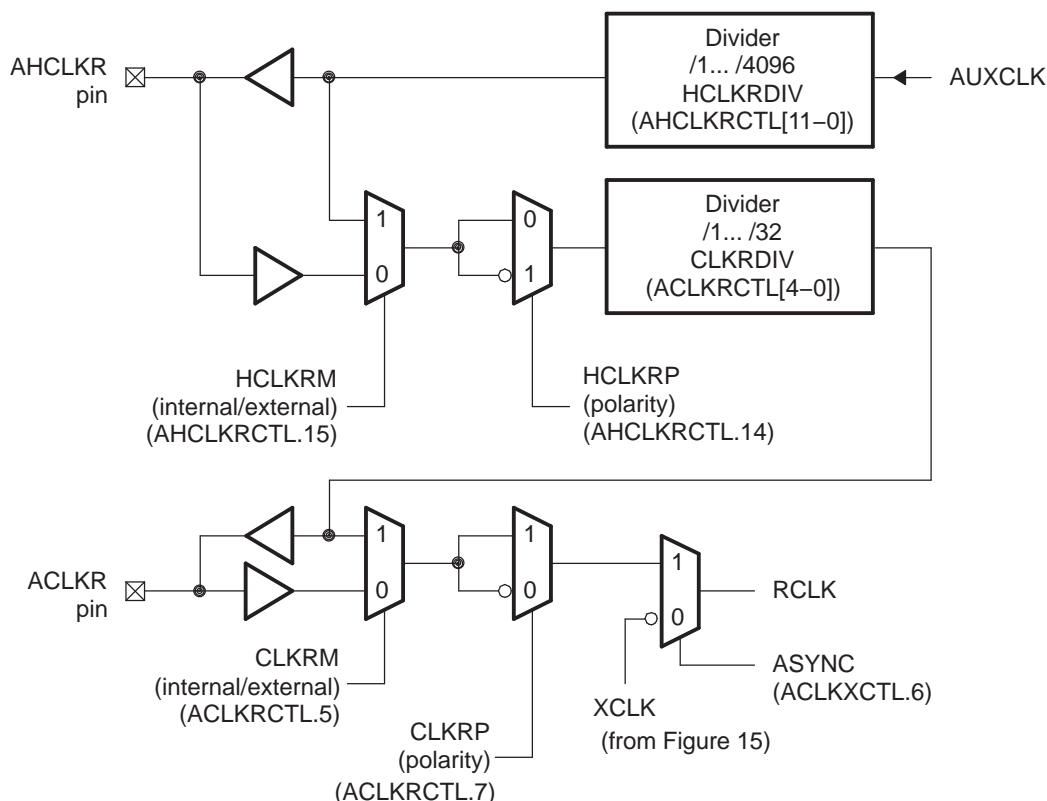 AHCLKR
pin
Divider
/1... /4096
HCLKRDIV
(AHCLKRCTL[11−0])
AUXCLK
1
0
0
1
Divider
/1... /32
CLKRDIV
(ACLKRCTL[4−0])
HCLKRM
(internal/external)
(AHCLKRCTL.15)
HCLKRP
(polarity)
(AHCLKRCTL.14)
ACLKR
pin
1
0
1
0
1
0
RCLK
CLKRM
(internal/external)
(ACLKRCTL.5)
CLKRP
(polarity)
(ACLKRCTL.7)
XCLK
(from Figure 15)
ASYNC
(ACLKXCTL.6)